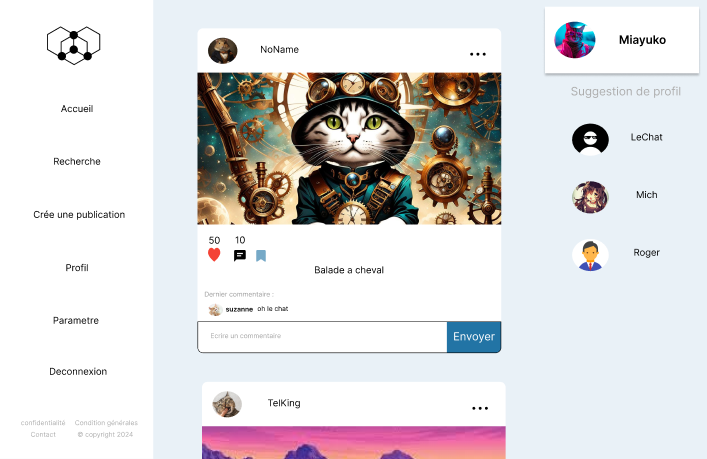 Accueil
Recherche
Crée une publication
Profil
Parametre
Deconnexion
confidentialité Condition générales
Contact © copyright 2024
NoName
50 10
Balade a cheval
Dernier commentaire :
suzanne oh le chat
Ecrire un commentaire
Envoyer
TelKing
Miayuko
Suggestion de profil
LeChat
Mich
Roger